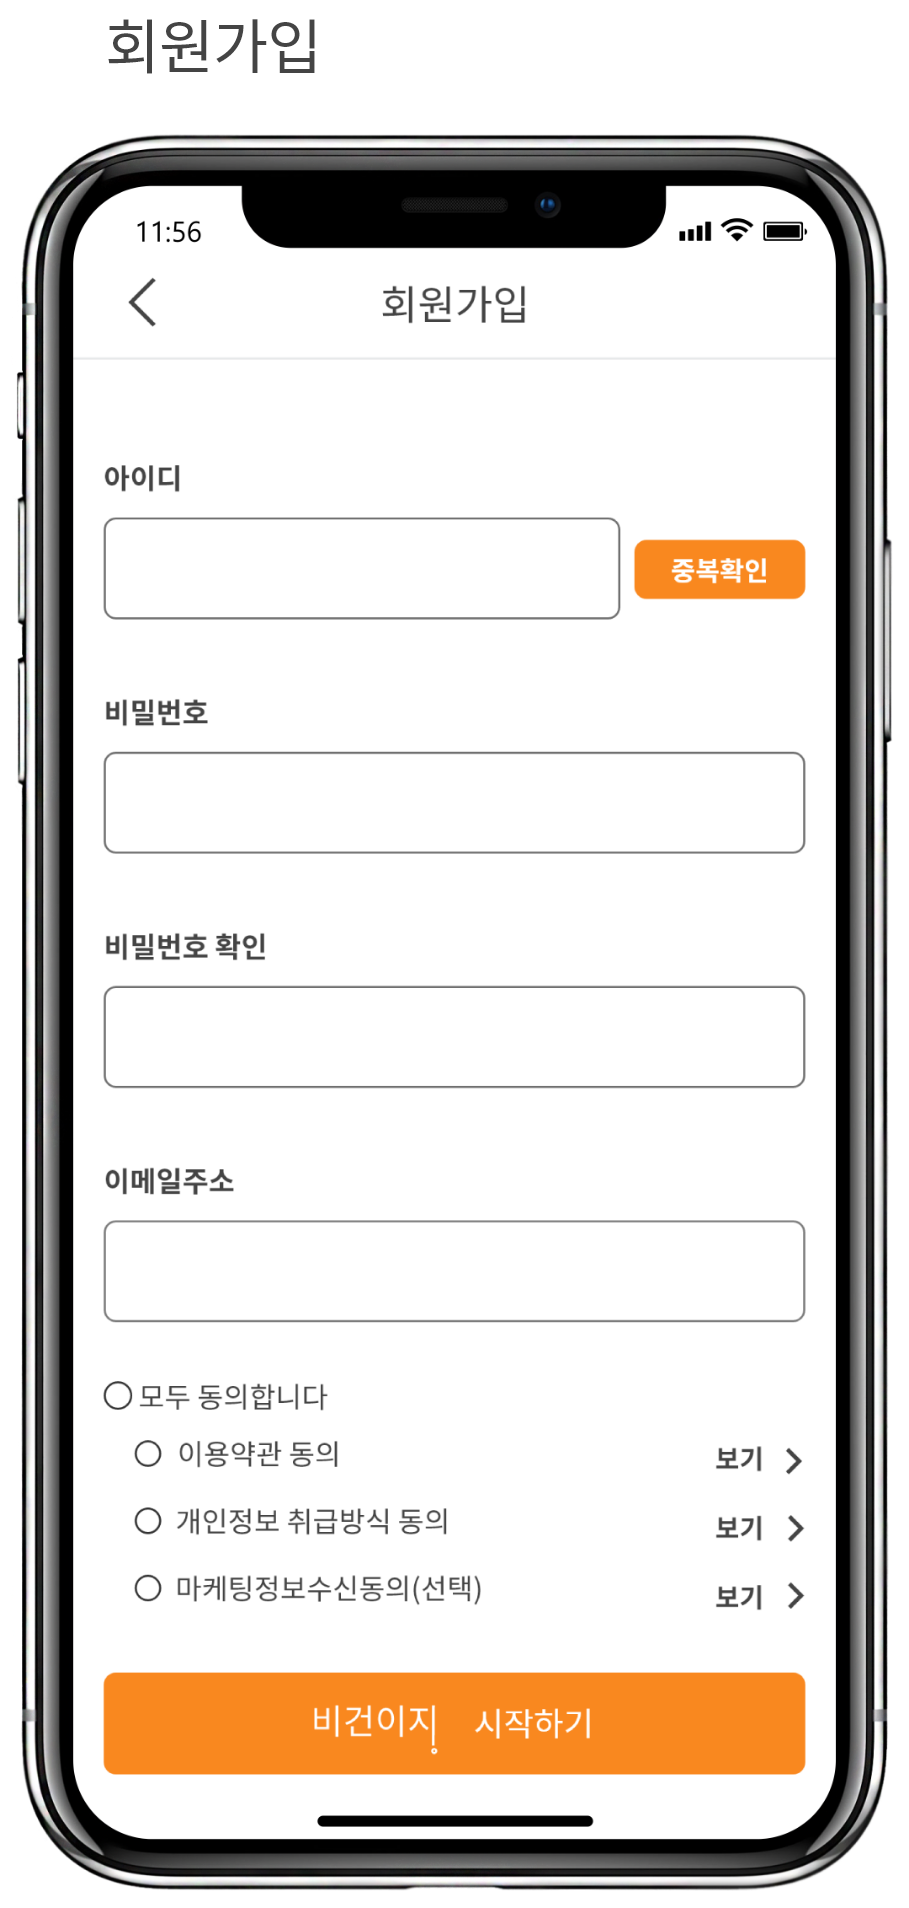 회원가입
11:56
회원가입
아이디
중복확인
비밀번호
비밀번호 확인
이메일주소
모두 동의합니다
이용약관 동의 보기
개인정보 취급방식 동의 보기
마케팅정보수신동의(선택) 보기
비건이지 시작하기